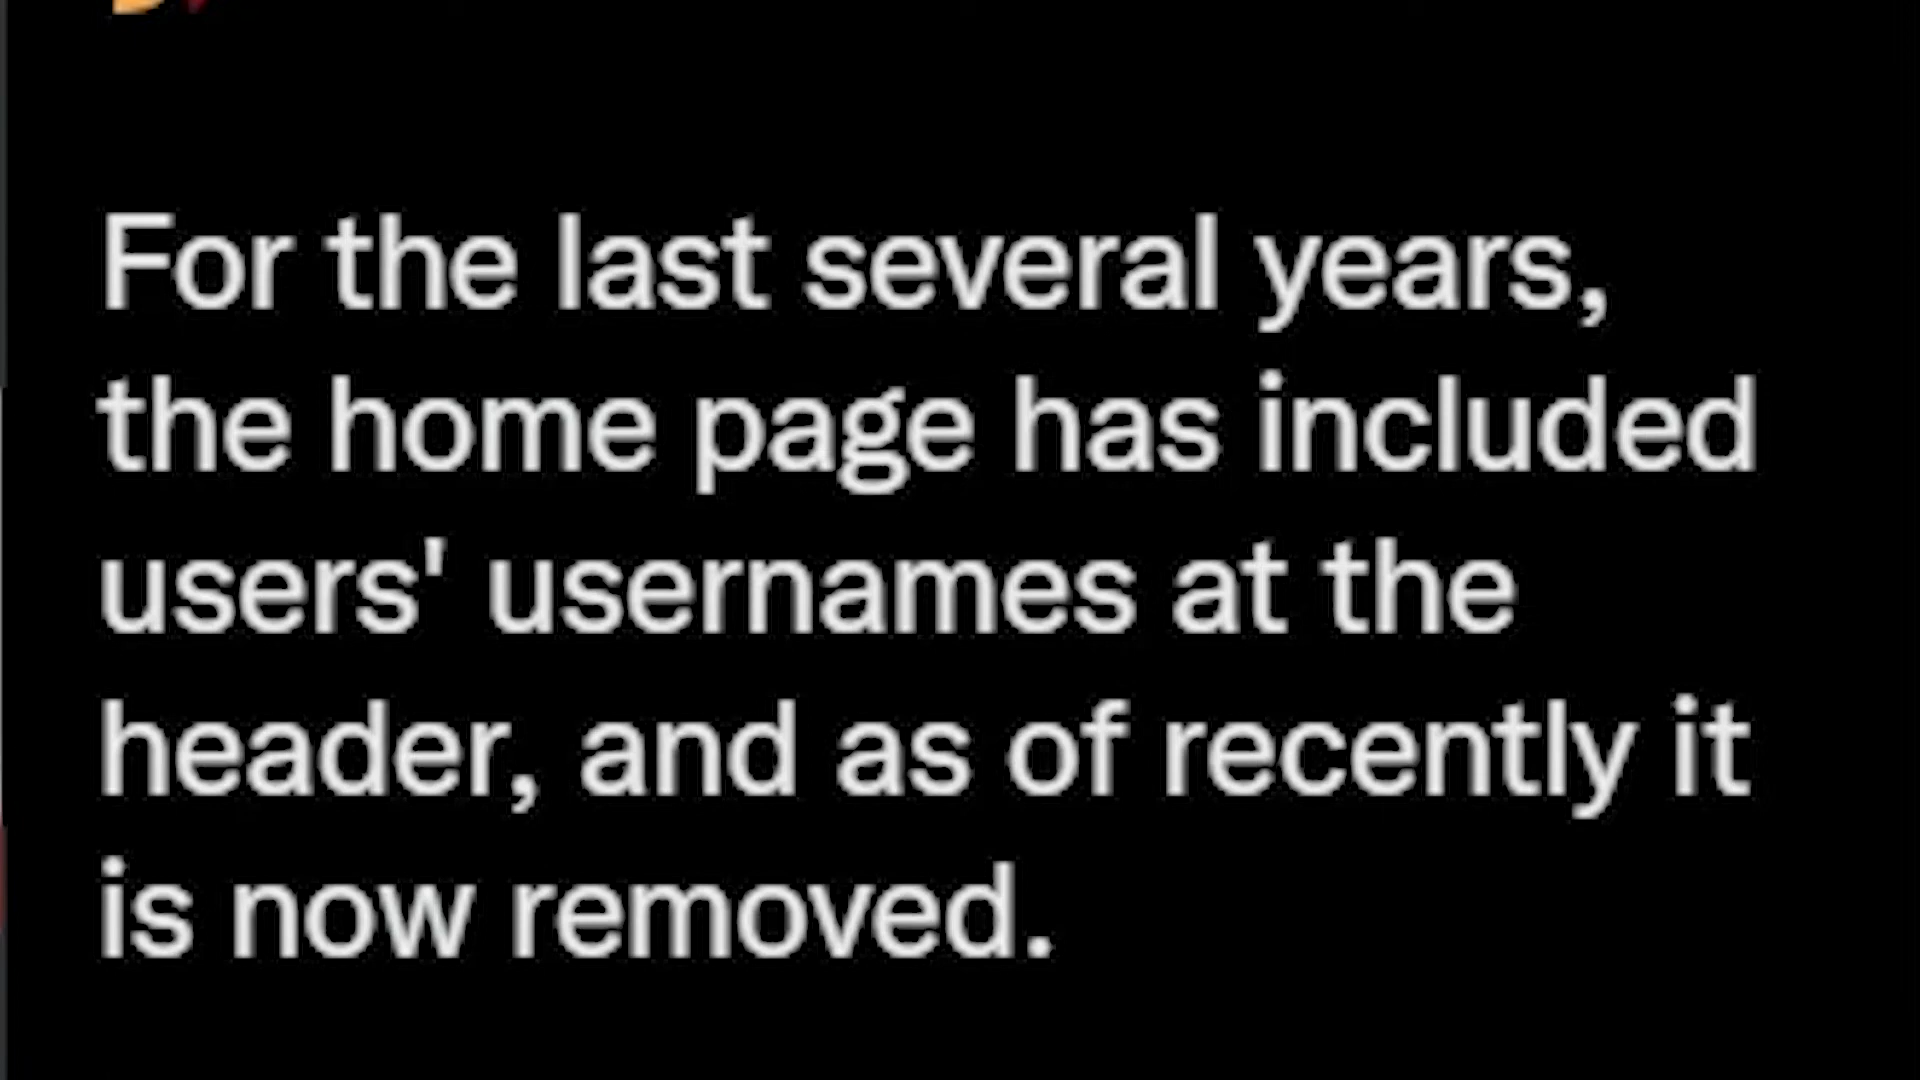 For the last several years,
the home page has included
users' usernames at the
header, and as of recently it
is now removed.